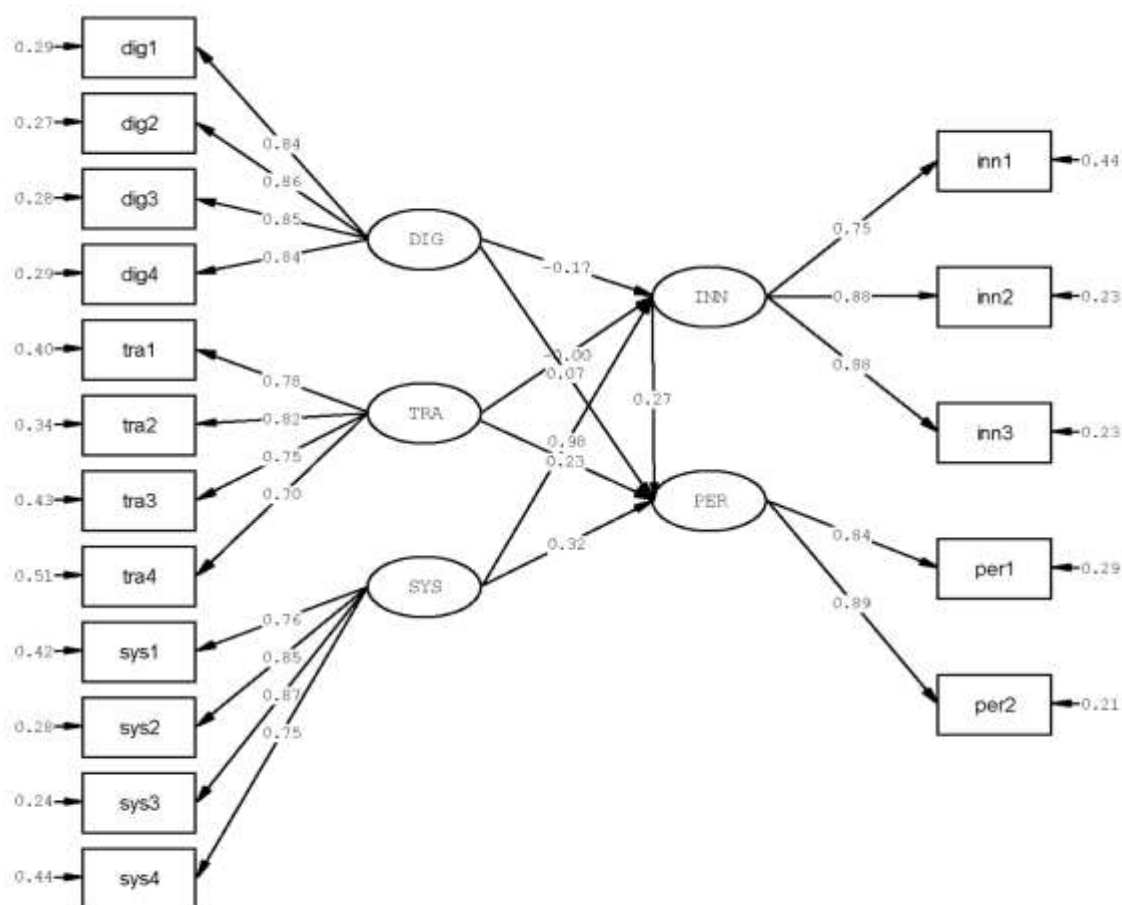 0.29 dig1
0.27 dig2
0.28 dig3
0.29 dig4
0.40 tra1
0.34 tra2
0.43 tra3
0.51 tra4
0.42 sys1
0.28 sys2
0.24 sys3
0.44 sys4
0.84
0.86
0.85
0.84
0.78
0.82
0.75
0.70
0.76
0.85
0.87
0.75
DIG
TRA
SYS
-0.17
-0.00
0.98
0.23
0.32
INN
0.27
PER
0.75
0.88
0.88
0.84
0.89
inn1 0.44
inn2 0.23
inn3 0.23
per1 0.29
per2 0.21